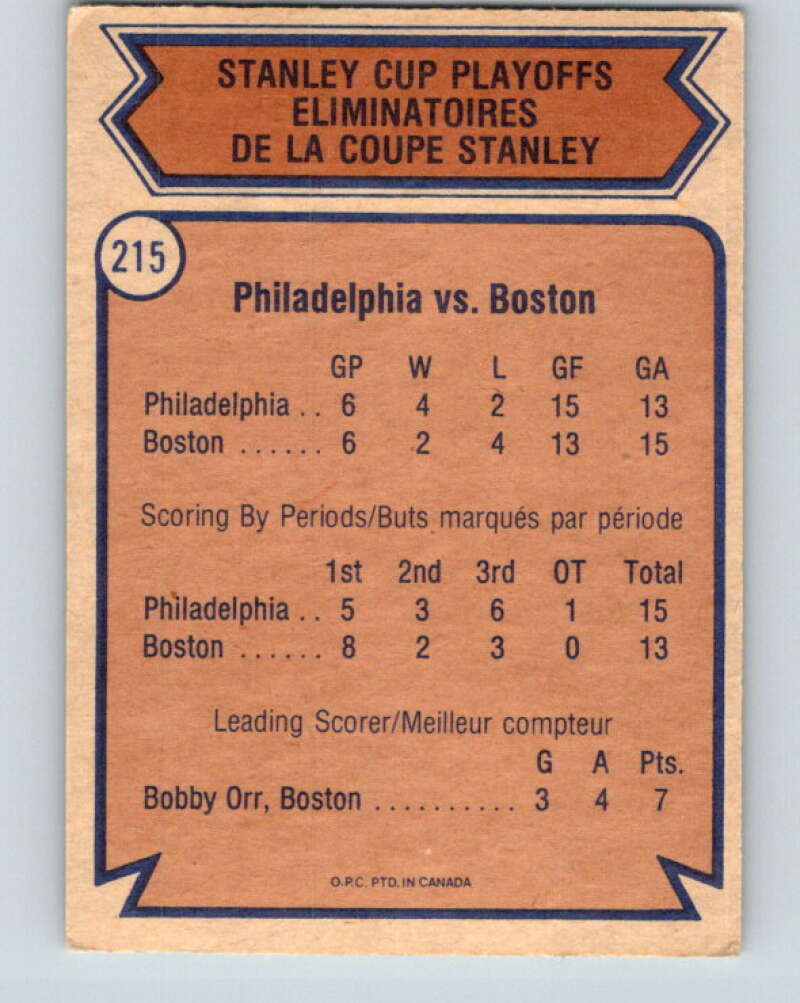 STANLEY CUP PLAYOFFS
ELIMINATOIRES
DE LA COUPE STANLEY
215
Philadelphia vs. Boston
GP W L GF GA
Philadelphia . . 6 4 2 15 13
Boston . . . . . . 6 2 4 13 15
Scoring By Periods/Buts marqués par période
1st 2nd 3rd OT Total
Philadelphia . . 5 3 6 1 15
Boston . . . . . . 8 2 3 0 13
Leading Scorer/Meilleur compteur
G A Pts.
Bobby Orr, Boston . . . . . . . . . . 3 4 7
O.P.C. PTD. IN CANADA